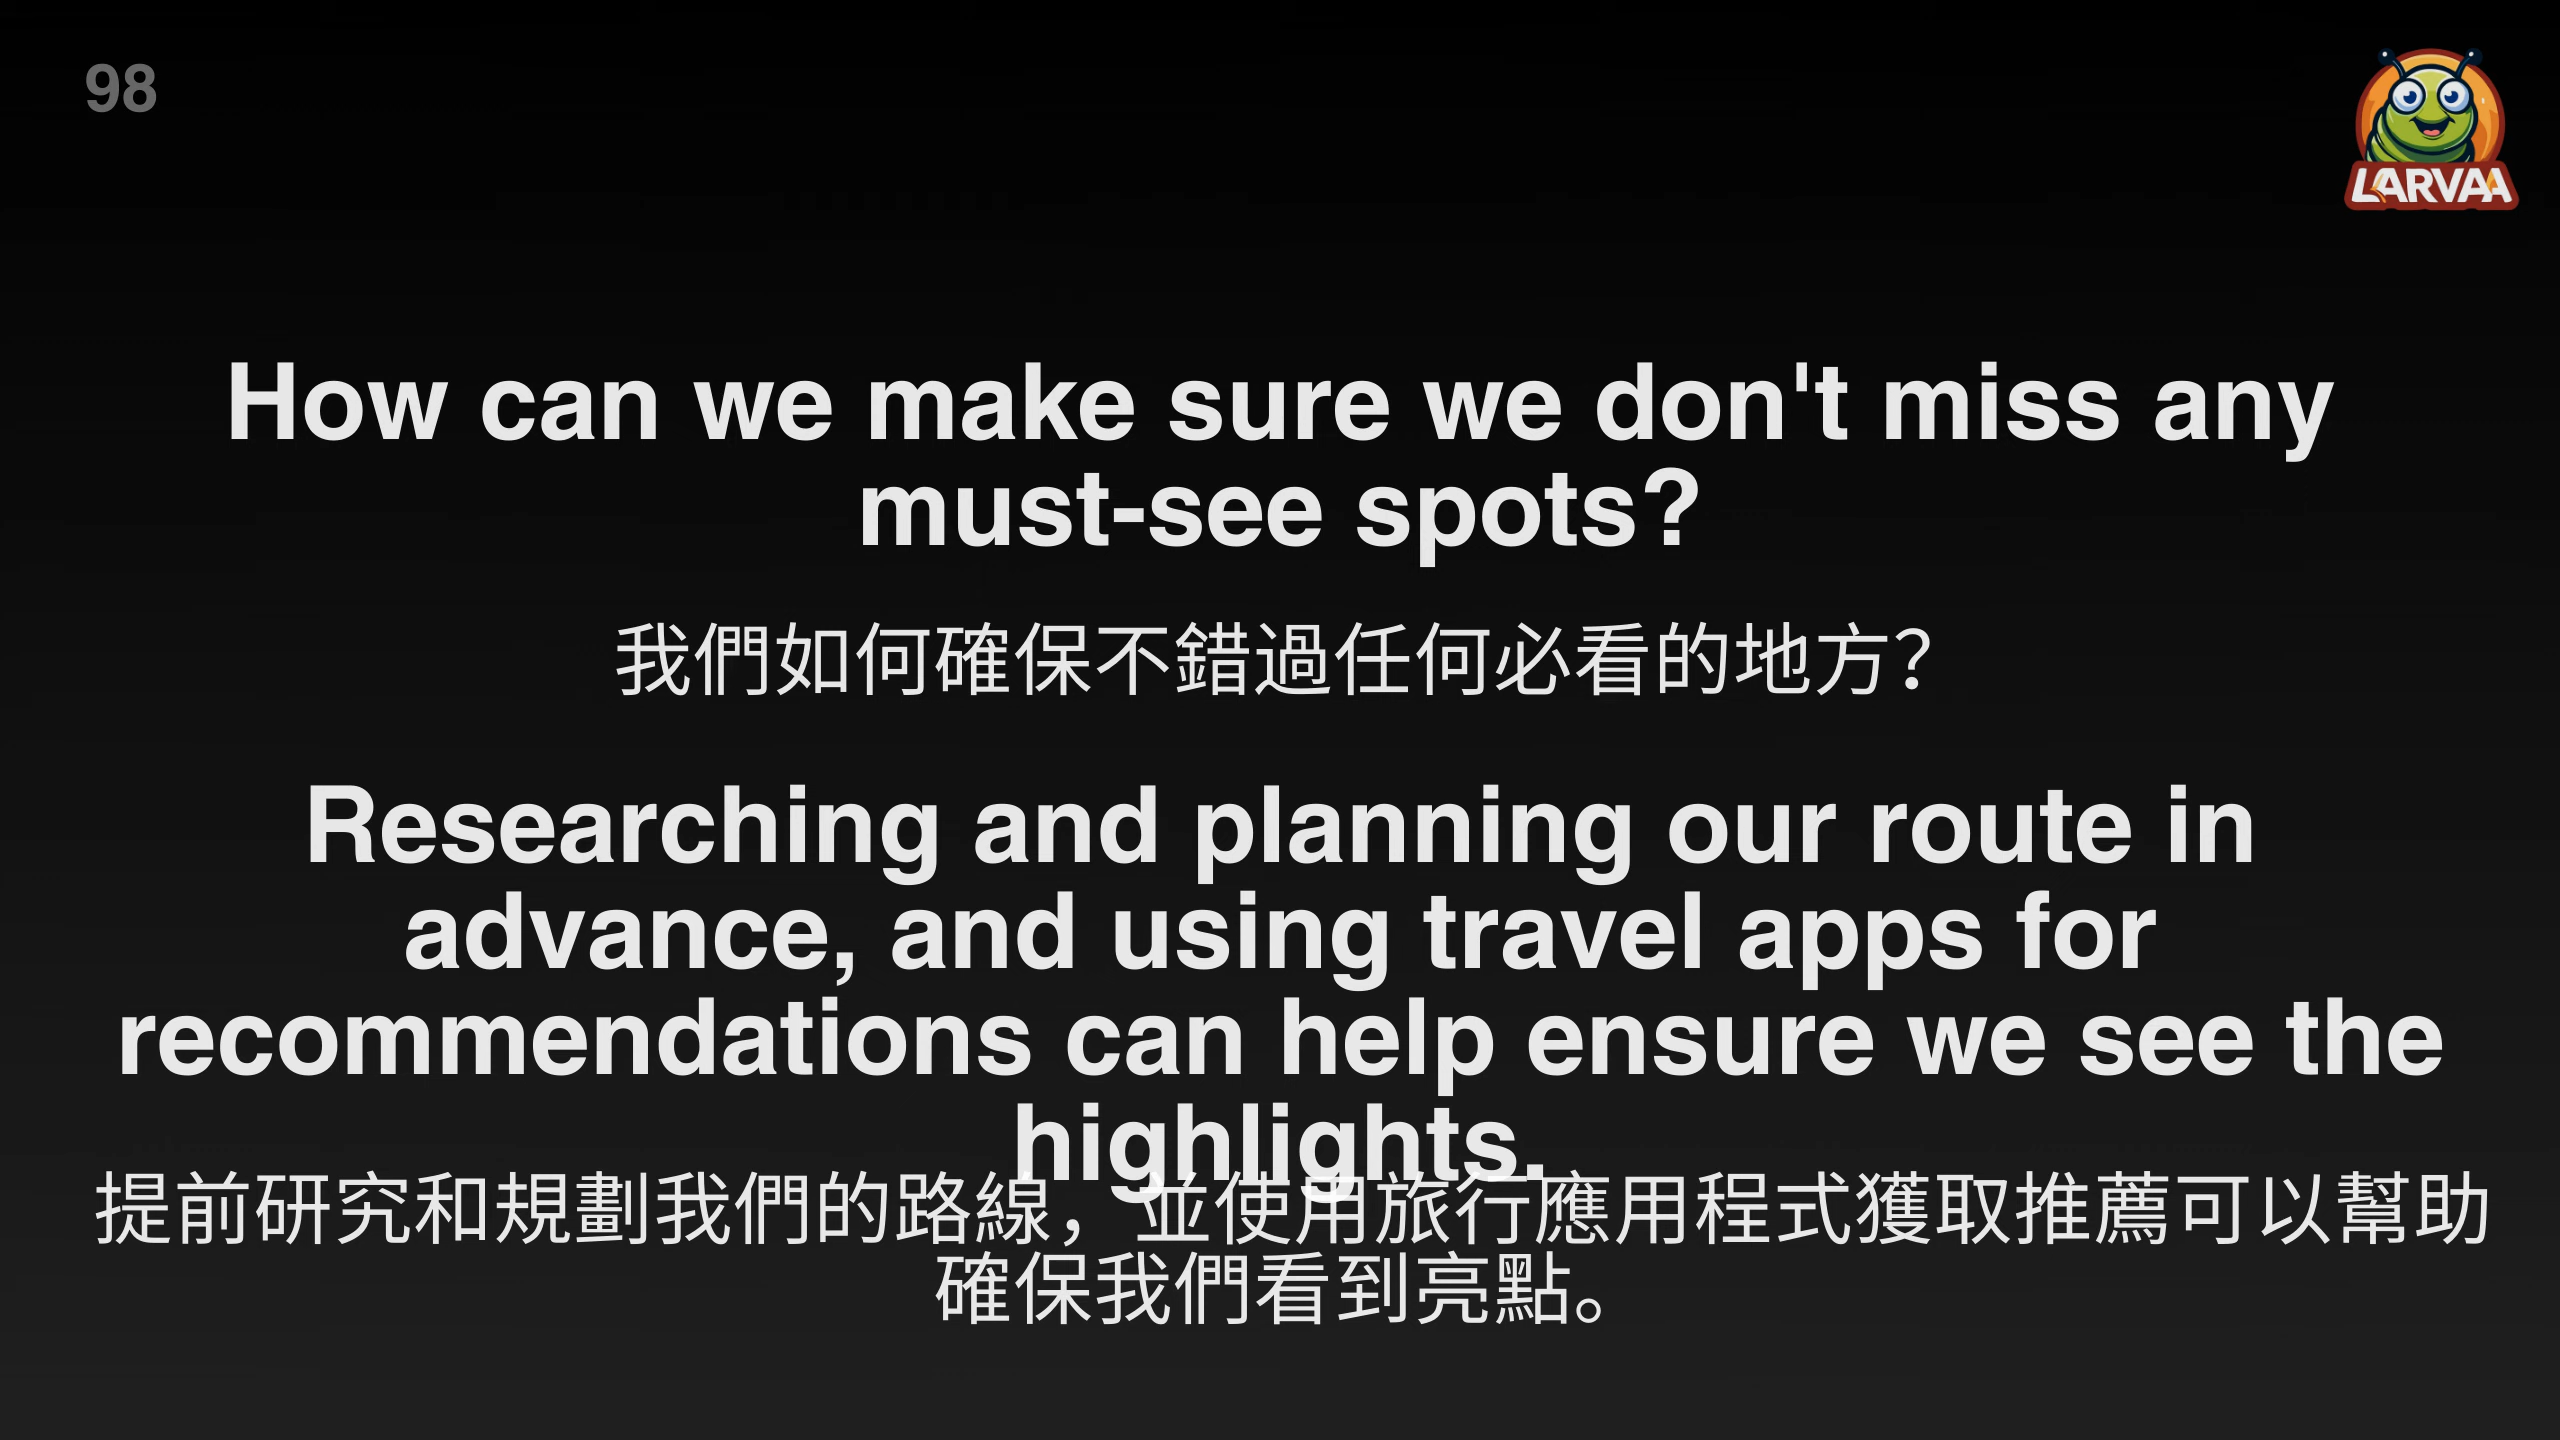 98
LARVAA
How can we make sure we don't miss any
must-see spots?
我們如何確保不錯過任何必看的地方？
Researching and planning our route in
advance, and using travel apps for
recommendations can help ensure we see the
highlights.
提前研究和規劃我們的路線，並使用旅行應用程式獲取推薦可以幫助
確保我們看到亮點。